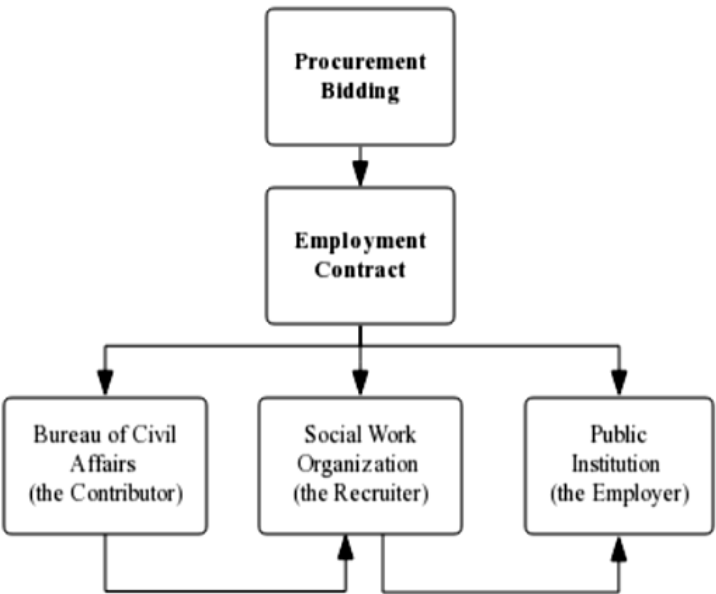 Procurement
Bidding
Employment
Contract
Bureau of Civil
Affairs
(the Contributor)
Social Work
Organization
(the Recruiter)
Public
Institution
(the Employer)